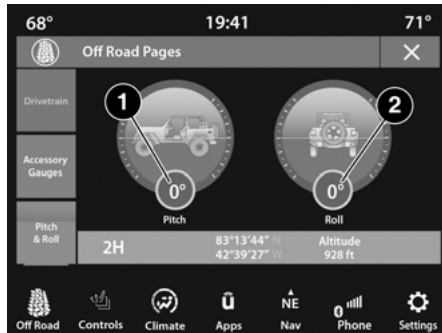 68° 19:41 71°
Off Road Pages
Drivetrain
Accessory
Gauges
Pitch
& Roll
1
2
0°
0°
Pitch
Roll
2H
83°13'44" N
42°39'27" W
Altitude
928 ft
Off Road
Controls
Climate
Apps
NE
Nav
Phone
Settings